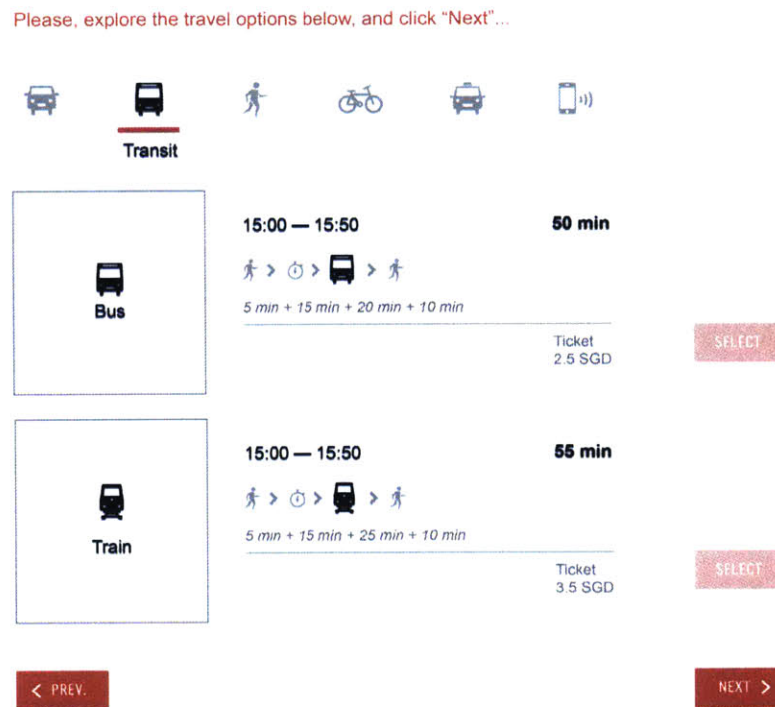 Please, explore the travel options below, and click “Next”...
Transit
15:00 — 15:50 50 min
Bus
5 min + 15 min + 20 min + 10 min
Ticket
2.5 SGD
SELECT
15:00 — 15:50 55 min
Train
5 min + 15 min + 25 min + 10 min
Ticket
3.5 SGD
SELECT
< PREV.
NEXT >